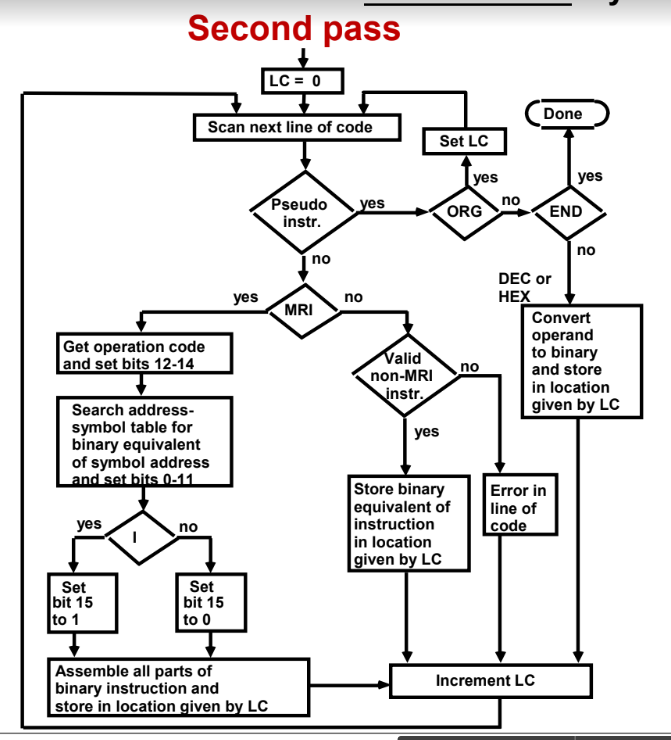 Second pass
LC = 0
Scan next line of code
Done
Set LC
yes
yes
Pseudo
instr.
yes
ORG
no
END
no
no
DEC or
HEX
yes
MRI
no
Get operation code
and set bits 12-14
Convert
operand
to binary
and store
in location
given by LC
Valid
non-MRI
instr.
no
yes
Search address-
symbol table for
binary equivalent
of symbol address
and set bits 0-11
Store binary
equivalent of
instruction
in location
given by LC
Error in
line of
code
yes
I
no
Set
bit 15
to 1
Set
bit 15
to 0
Assemble all parts of
binary instruction and
store in location given by LC
Increment LC